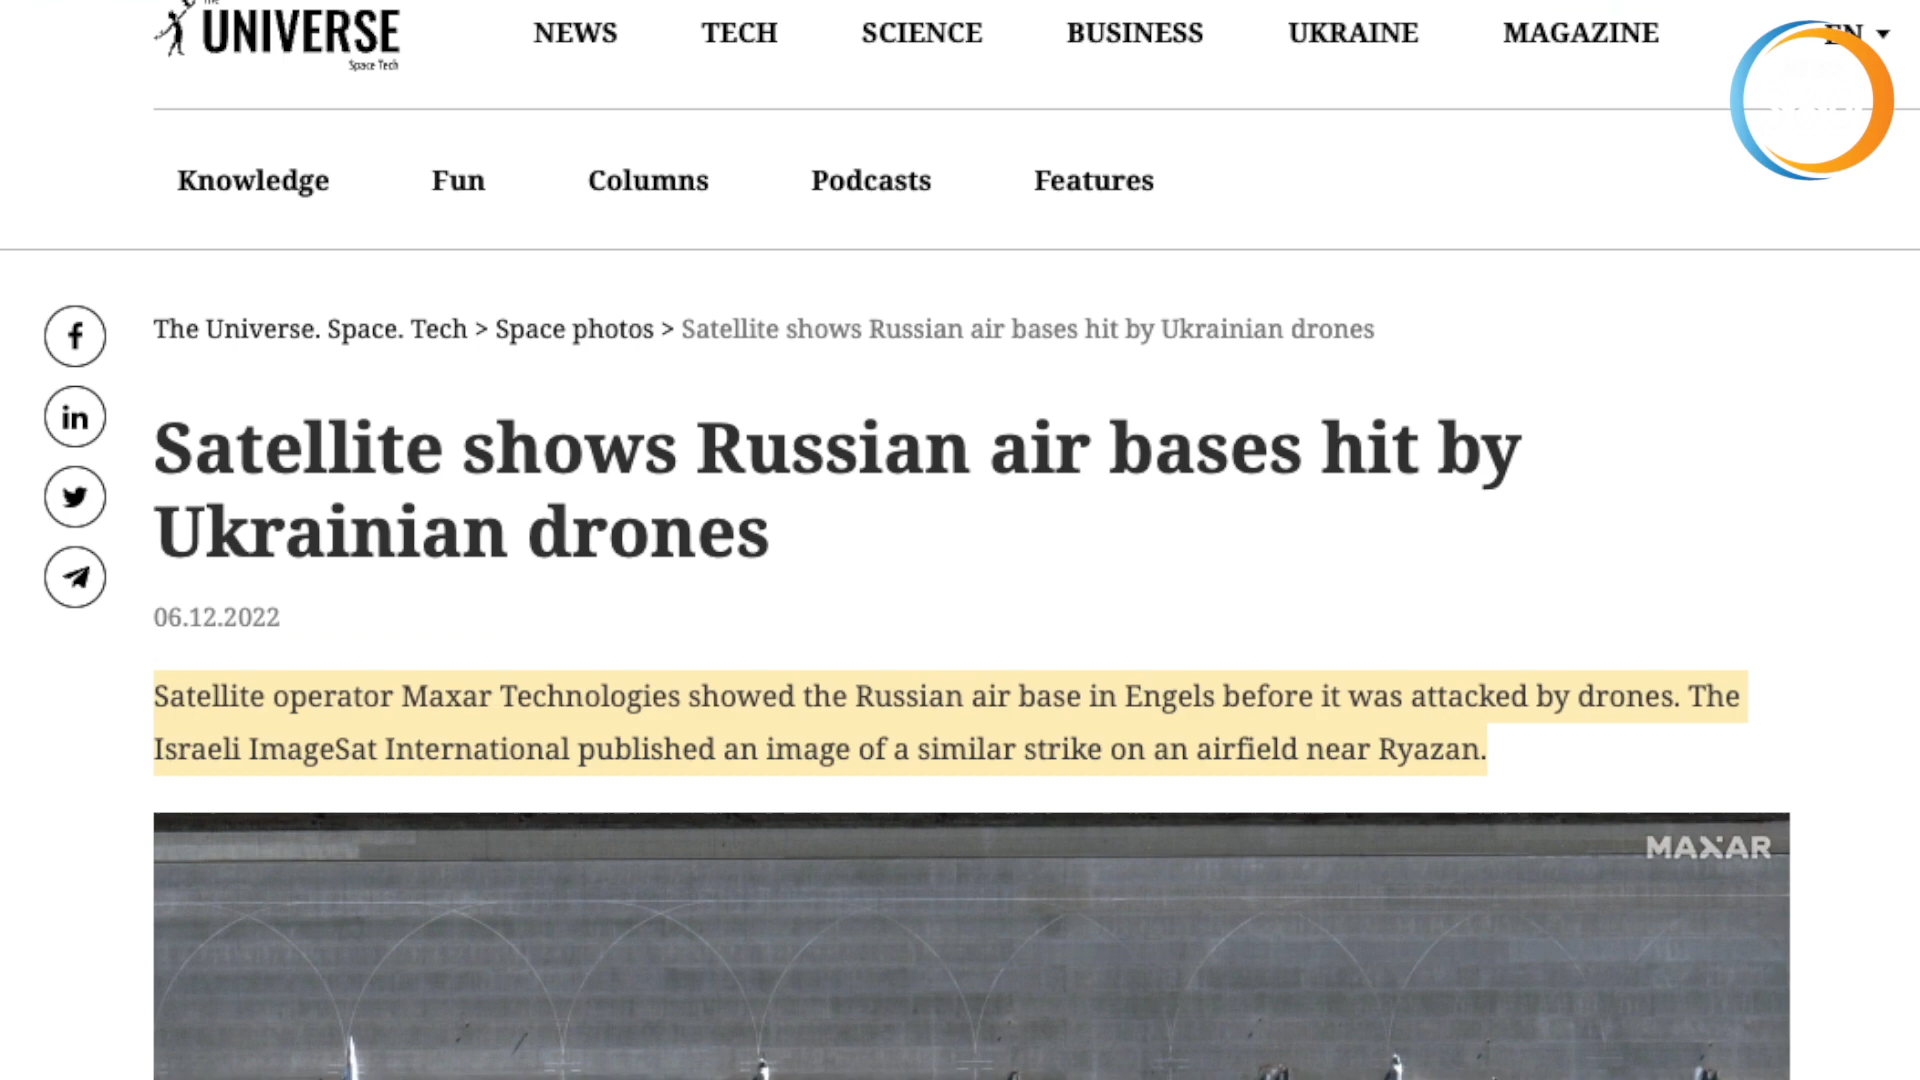 The
UNIVERSE
Space Tech
NEWS TECH SCIENCE BUSINESS UKRAINE MAGAZINE EN
Knowledge Fun Columns Podcasts Features
The Universe. Space. Tech > Space photos > Satellite shows Russian air bases hit by Ukrainian drones
Satellite shows Russian air bases hit by
Ukrainian drones
06.12.2022
Satellite operator Maxar Technologies showed the Russian air base in Engels before it was attacked by drones. The
Israeli ImageSat International published an image of a similar strike on an airfield near Ryazan.
MAXAR